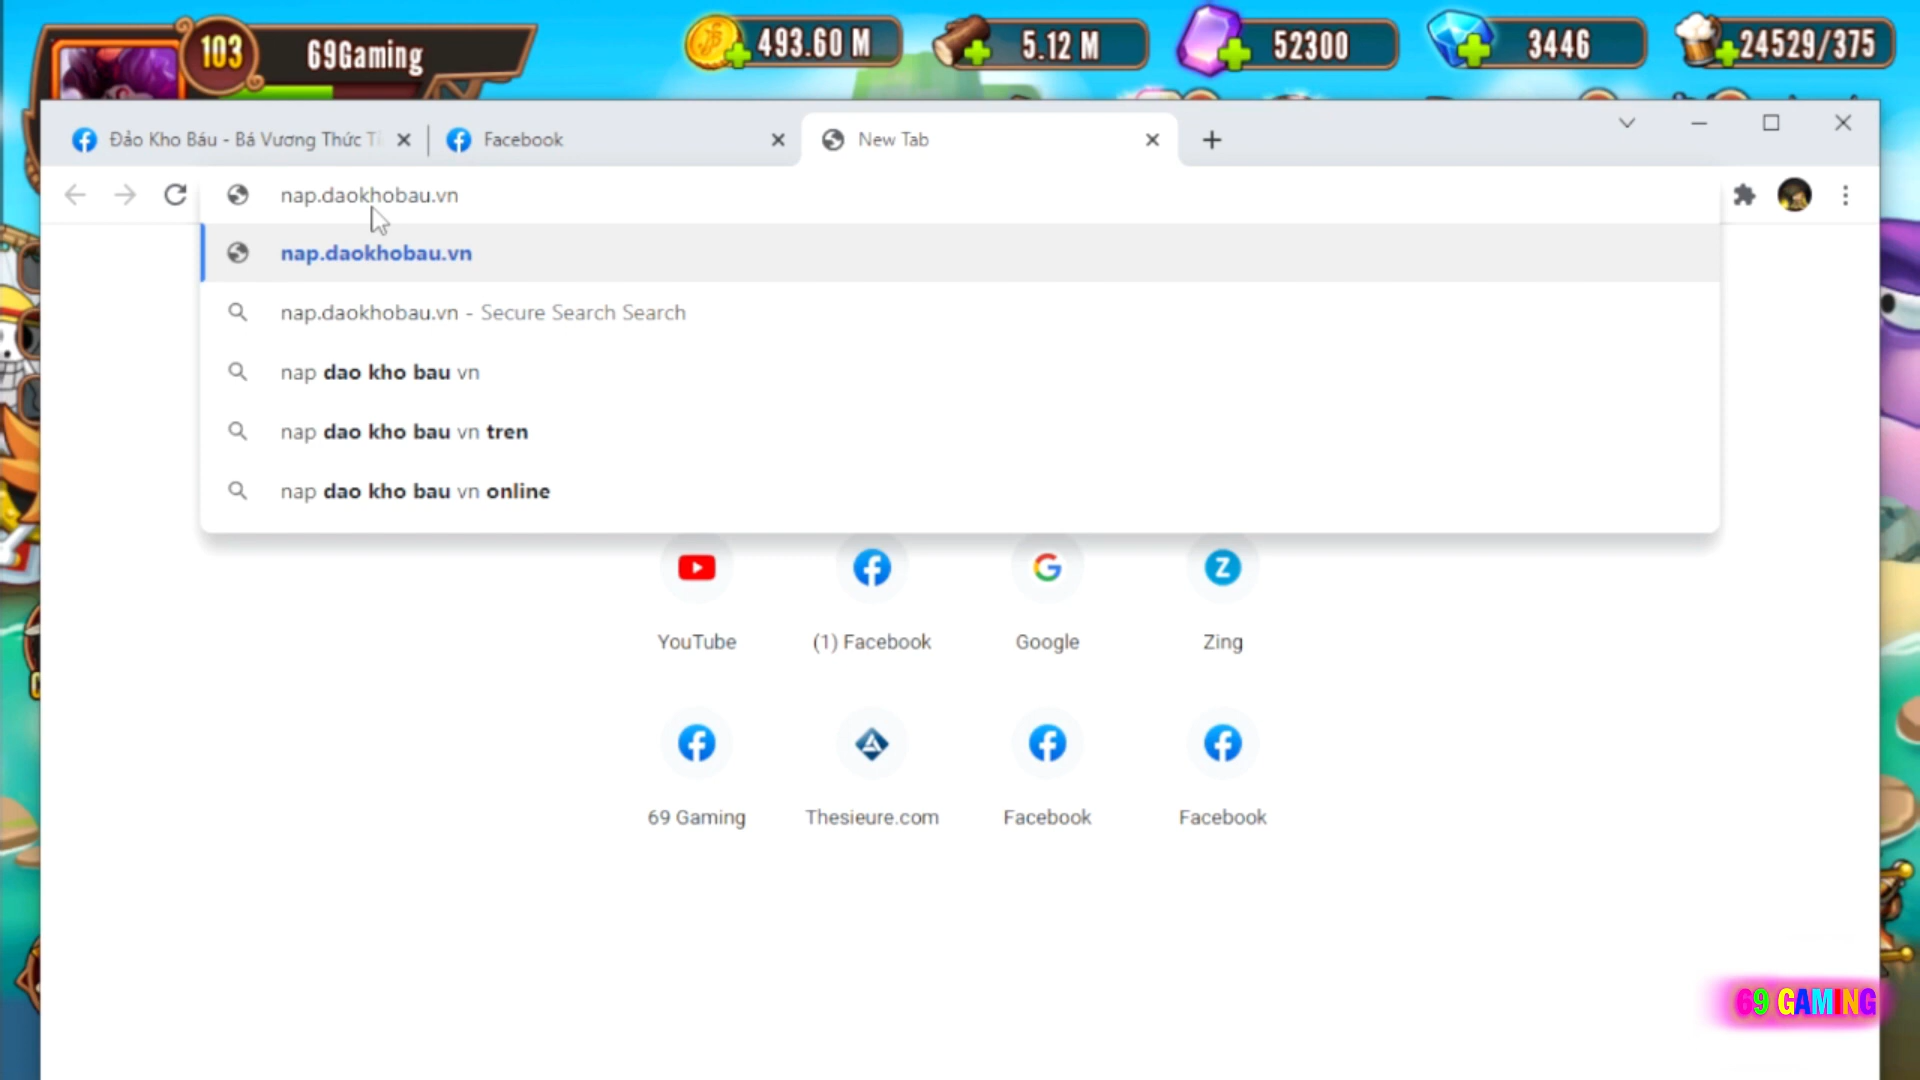 103
69Gaming
493.60 M
5.12 M
52300
3446
24529/375
Đảo Kho Báu - Bá Vương Thức T
Facebook
New Tab
nap.daokhobau.vn
nap.daokhobau.vn
nap.daokhobau.vn - Secure Search Search
nap dao kho bau vn
nap dao kho bau vn tren
nap dao kho bau vn online
YouTube
(1) Facebook
Google
Zing
69 Gaming
Thesieure.com
Facebook
Facebook
69 GAMING